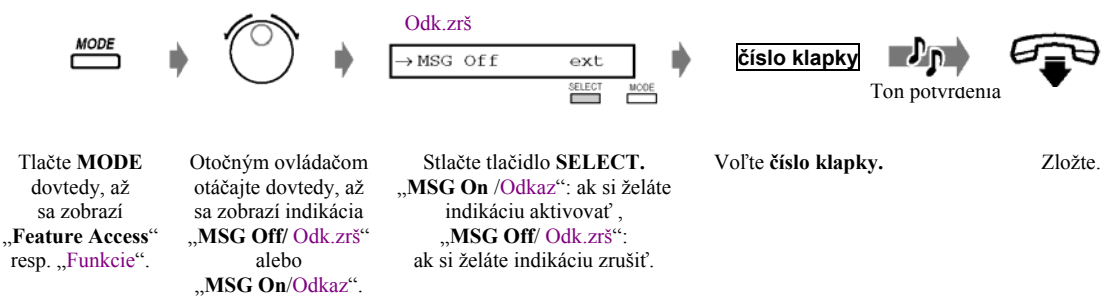 Odk.zrš
MODE
→MSG Off ext
SELECT MODE
číslo klapky
Ton potvrdenia
Tlačte MODE
dovtedy, až
sa zobrazí
„Feature Access“
resp. „Funkcie“.
Otočným ovládačom
otáčajte dovtedy, až
sa zobrazí indikácia
„MSG Off/ Odk.zrš“
alebo
„MSG On/Odkaz“.
Stlačte tlačidlo SELECT.
„MSG On /Odkaz“: ak si želáte
indikáciu aktivovať ,
„MSG Off/ Odk.zrš“:
ak si želáte indikáciu zrušiť.
Voľte číslo klapky.
Zložte.